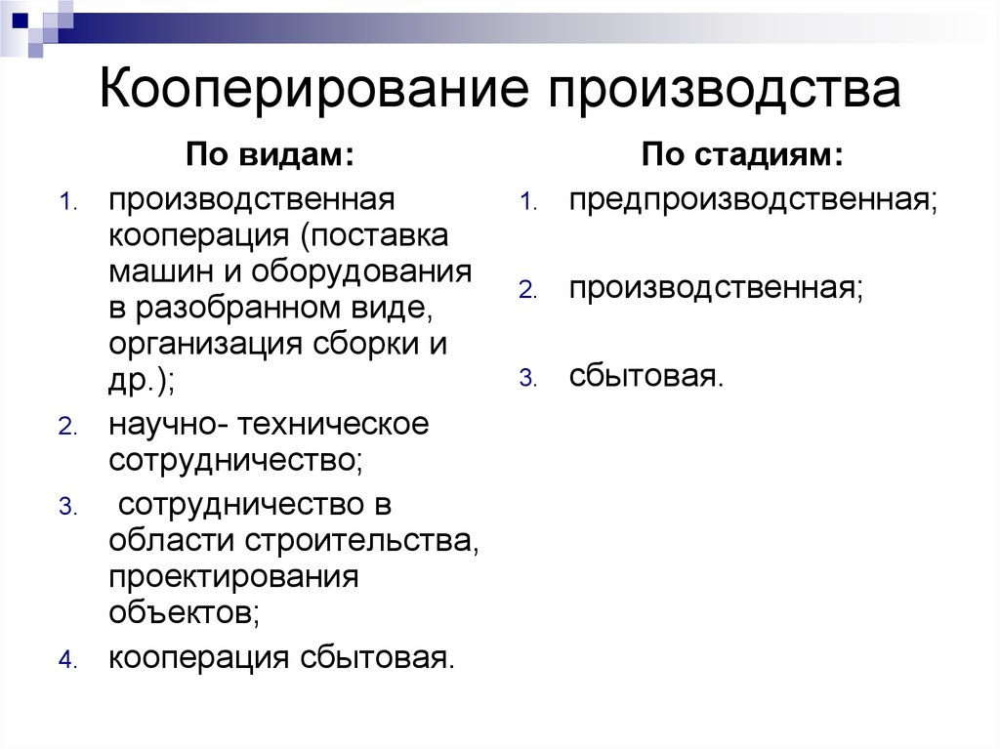 Кооперирование производства
По видам:
1. производственная
кооперация (поставка
машин и оборудования
в разобранном виде,
организация сборки и
др.);
2. научно- техническое
сотрудничество;
3. сотрудничество в
области строительства,
проектирования
объектов;
4. кооперация сбытовая.
По стадиям:
1. предпроизводственная;
2. производственная;
3. сбытовая.